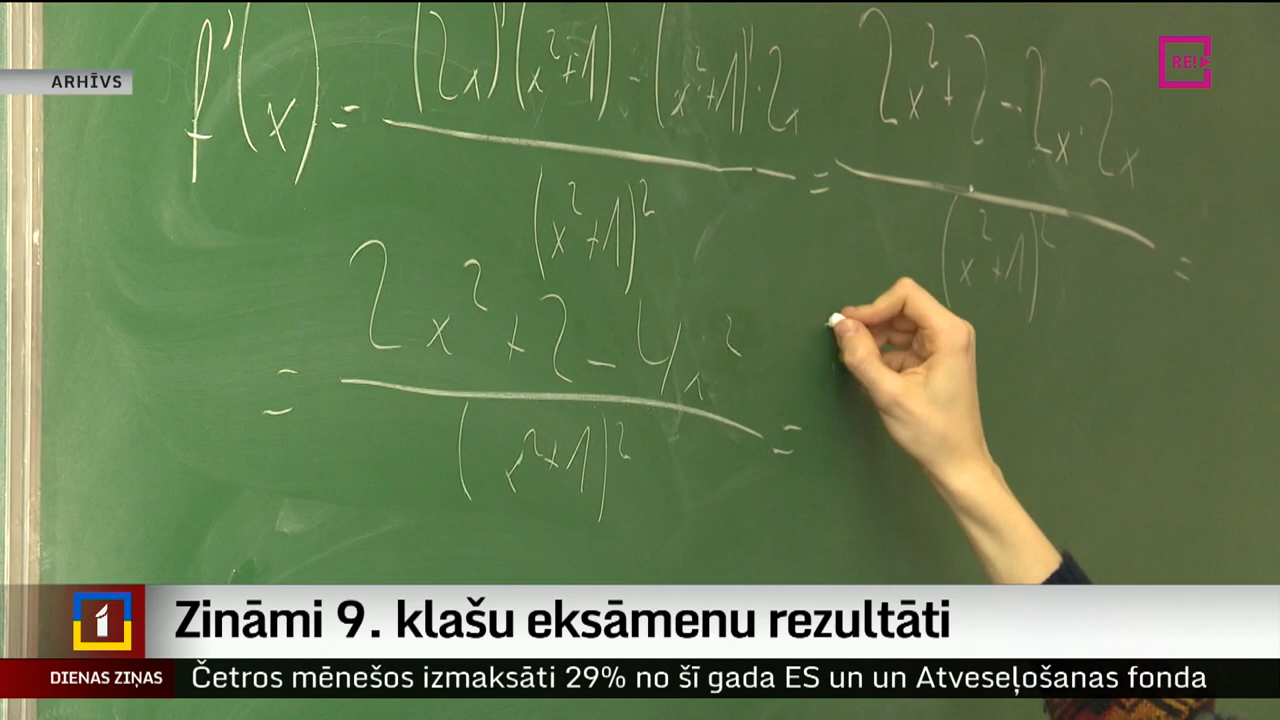 ARHĪVS
RE!
f'(x) = (2x)'(x²+1) - (x²+1)'·2x / (x²+1)² = 2x²+2-2x·2x / (x²+1)² =
= 2x²+2-4x² / (x²+1)² =
1
Zināmi 9. klašu eksāmenu rezultāti
DIENAS ZIŅAS
Četros mēnešos izmaksāti 29% no šī gada ES un un Atveseļošanas fonda